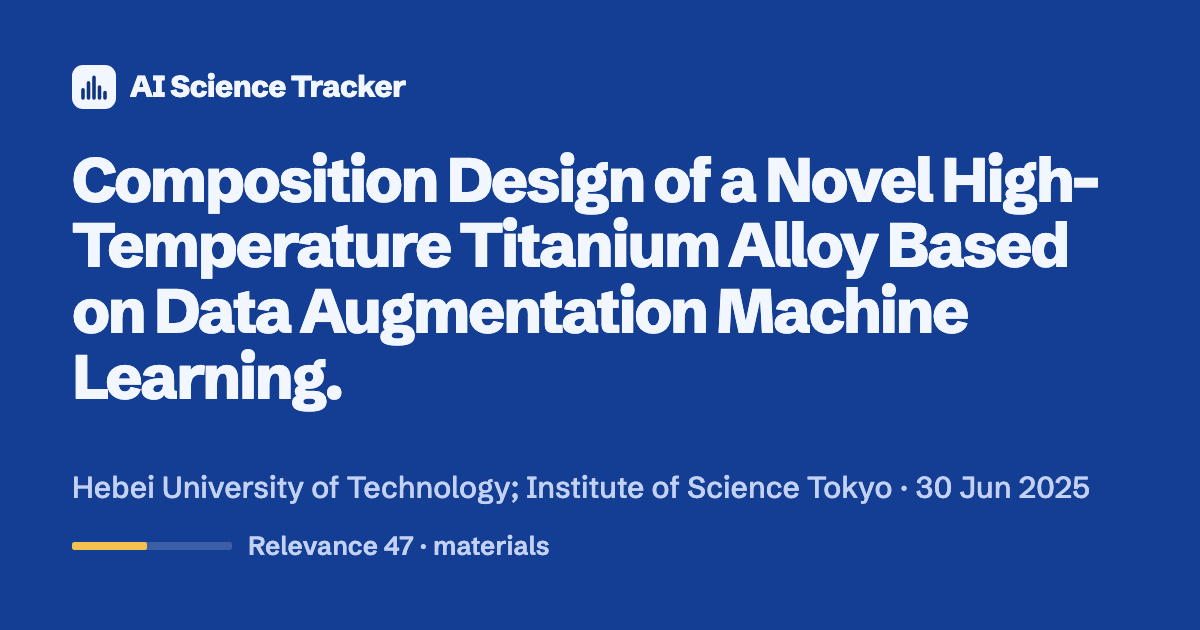 AI Science Tracker
Composition Design of a Novel High-
Temperature Titanium Alloy Based
on Data Augmentation Machine
Learning.
Hebei University of Technology; Institute of Science Tokyo · 30 Jun 2025
Relevance 47 · materials